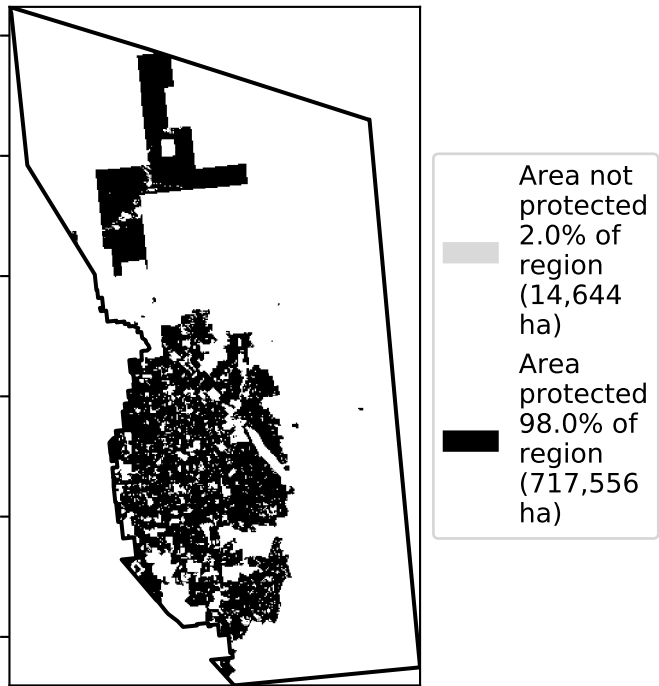 Area not
protected
2.0% of
region
(14,644
ha)
Area
protected
98.0% of
region
(717,556
ha)